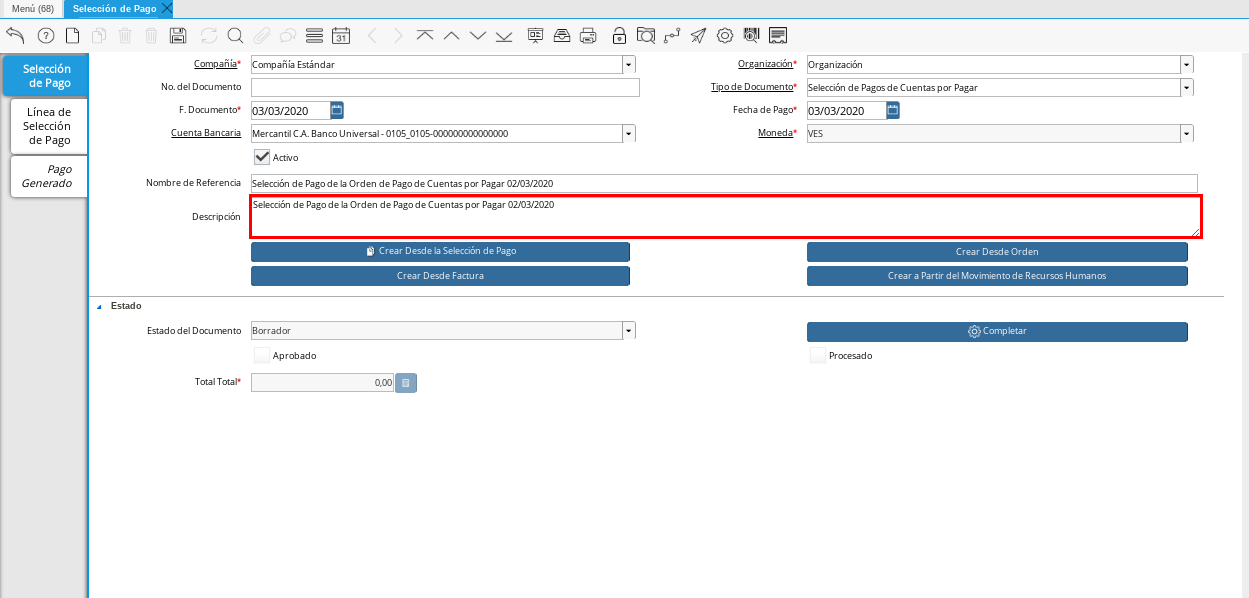 Menú (68)
Selección de Pago
31
Selección
de Pago
Línea de
Selección
de Pago
Pago
Generado
Compañía* Compañía Estándar
Organización* Organización
No. del Documento
Tipo de Documento* Selección de Pagos de Cuentas por Pagar
F. Documento* 03/03/2020
Fecha de Pago* 03/03/2020
Cuenta Bancaria Mercantil C.A. Banco Universal - 0105_0105-000000000000000
Moneda* VES
Activo
Nombre de Referencia Selección de Pago de la Orden de Pago de Cuentas por Pagar 02/03/2020
Descripción Selección de Pago de la Orden de Pago de Cuentas por Pagar 02/03/2020
Crear Desde la Selección de Pago
Crear Desde Orden
Crear Desde Factura
Crear a Partir del Movimiento de Recursos Humanos
Estado
Estado del Documento Borrador
Completar
Aprobado
Procesado
Total Total* 0,00